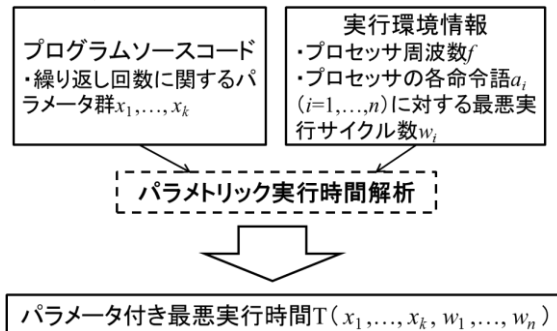 プログラムソースコード
・繰り返し回数に関するパ
ラメータ群x1,…,xk
実行環境情報
・プロセッサ周波数f
・プロセッサの各命令語ai
(i=1,…,n)に対する最悪実
行サイクル数wi
パラメトリック実行時間解析
パラメータ付き最悪実行時間T( x1,…, xk, w1 ,…, wn )